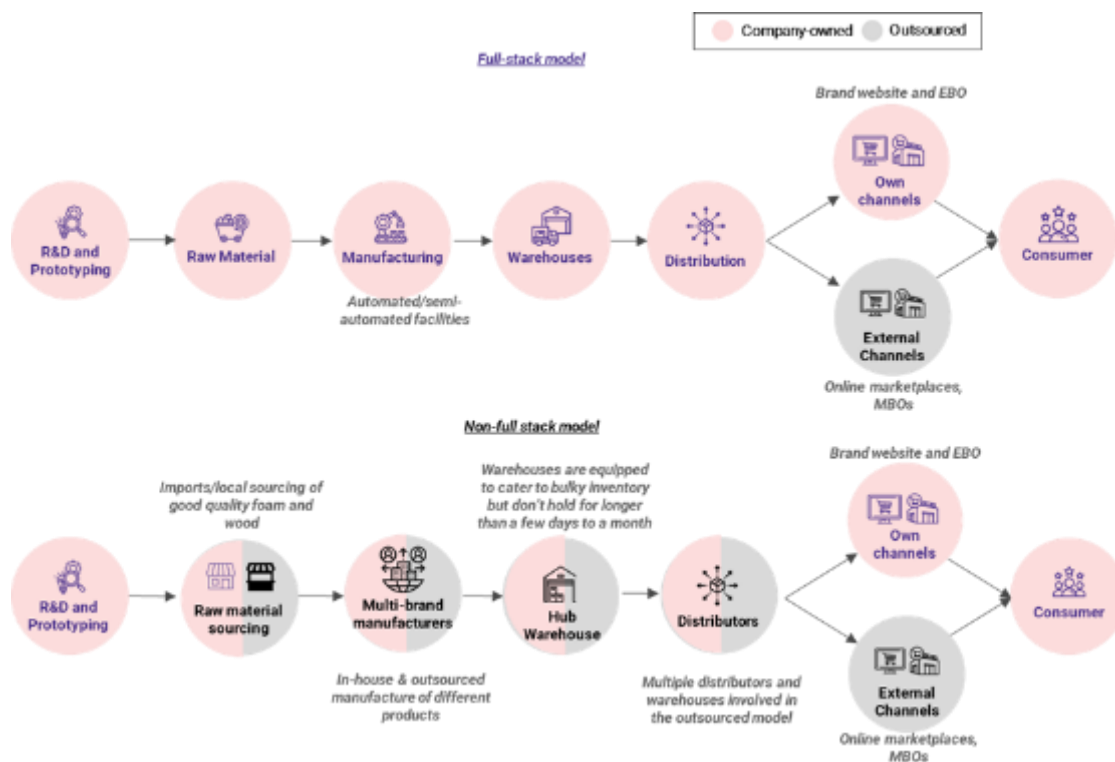 Company-owned
Outsourced
Full-stack model
Brand website and EBO
Own
channels
R&D and
Prototyping
Raw Material
Manufacturing
Warehouses
Distribution
Consumer
Automated/semi-
automated facilities
External
Channels
Online marketplaces,
MBOs
Non-full stack model
Imports/local sourcing of
good quality foam and
wood
Warehouses are equipped
to cater to bulky inventory
but don't hold for longer
than a few days to a month
Brand website and EBO
Own
channels
R&D and
Prototyping
Raw material
sourcing
Multi-brand
manufacturers
Hub
Warehouse
Distributors
Consumer
In-house & outsourced
manufacture of different
products
Multiple distributors and
warehouses involved in
the outsourced model
External
Channels
Online marketplaces,
MBOs